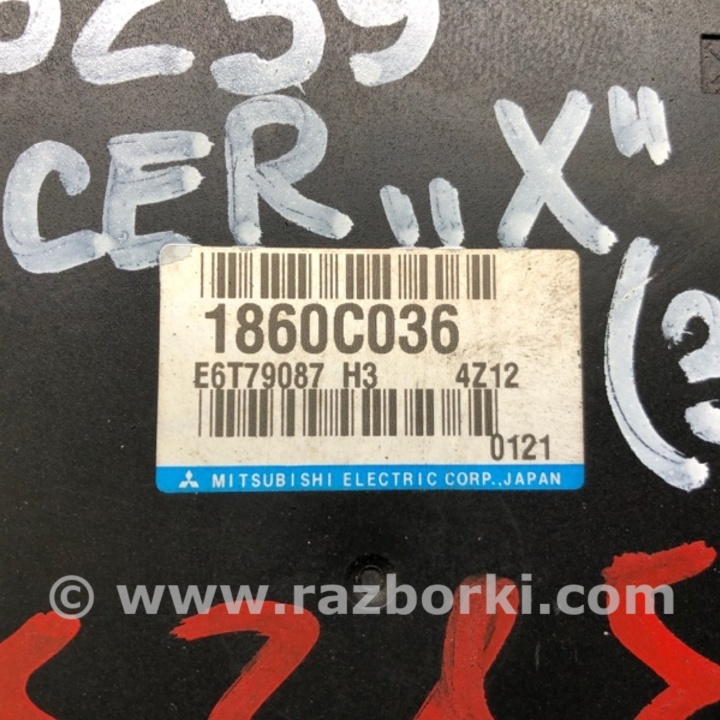 CER „X"
1860C036
E6T79087 H3 4Z12
0121
MITSUBISHI ELECTRIC CORP., JAPAN
© www.razborki.com